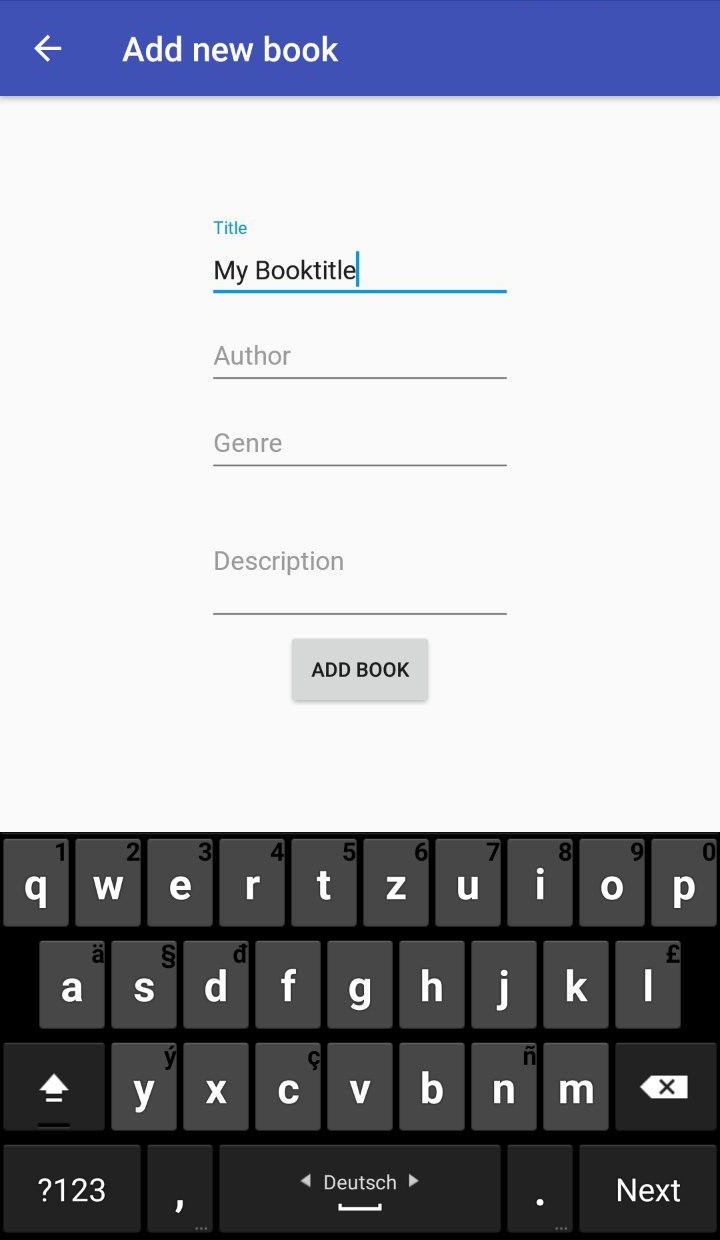 Add new book
Title
My Booktitle
Author
Genre
Description
ADD BOOK
1 2 3 4 5 6 7 8 9 0
q w e r t z u i o p
ä § đ £
a s d f g h j k l
ý ç ñ
y x c v b n m
?123 , ... Deutsch . ... Next